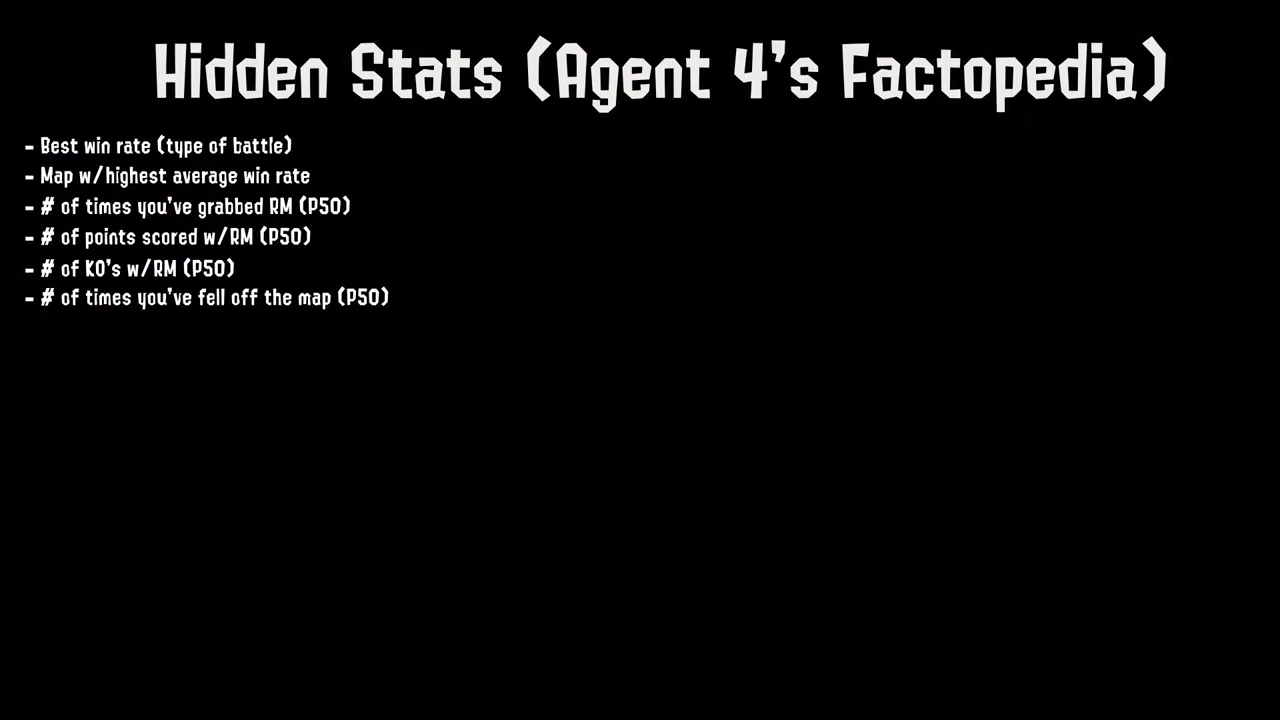 Hidden Stats (Agent 4's Factopedia)
- Best win rate (type of battle)
- Map w/highest average win rate
- # of times you've grabbed RM (P50)
- # of points scored w/RM (P50)
- # of KO's w/RM (P50)
- # of times you've fell off the map (P50)